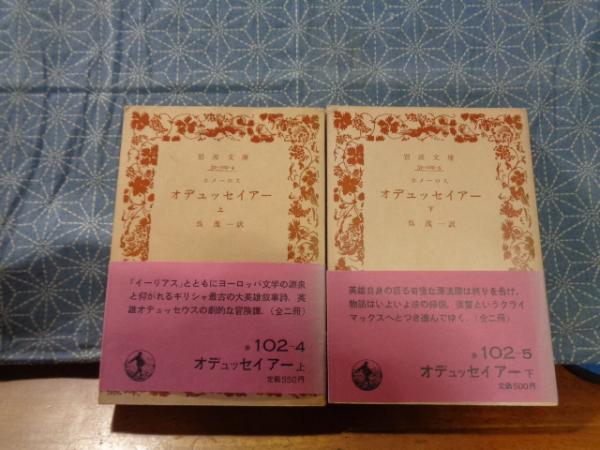 岩波文庫
32-102-4
ホメーロス
オデュッセイアー
上
呉茂一訳
『イーリアス』とともにヨーロッパ文学の源泉
と仰がれるギリシャ最古の大英雄叙事詩．英
雄オデュッセウスの劇的な冒険譚．（全二冊）
赤102-4
オデュッセイアー 上
定価550円
岩波文庫
32-102-5
ホメーロス
オデュッセイアー
下
呉茂一訳
英雄自身の語る有名な漂流譚は終りを告げ，
物語はいよいよ彼の帰国，復讐というクライ
マックスへとつき進んでゆく．（全二冊）
赤102-5
オデュッセイアー 下
定価500円